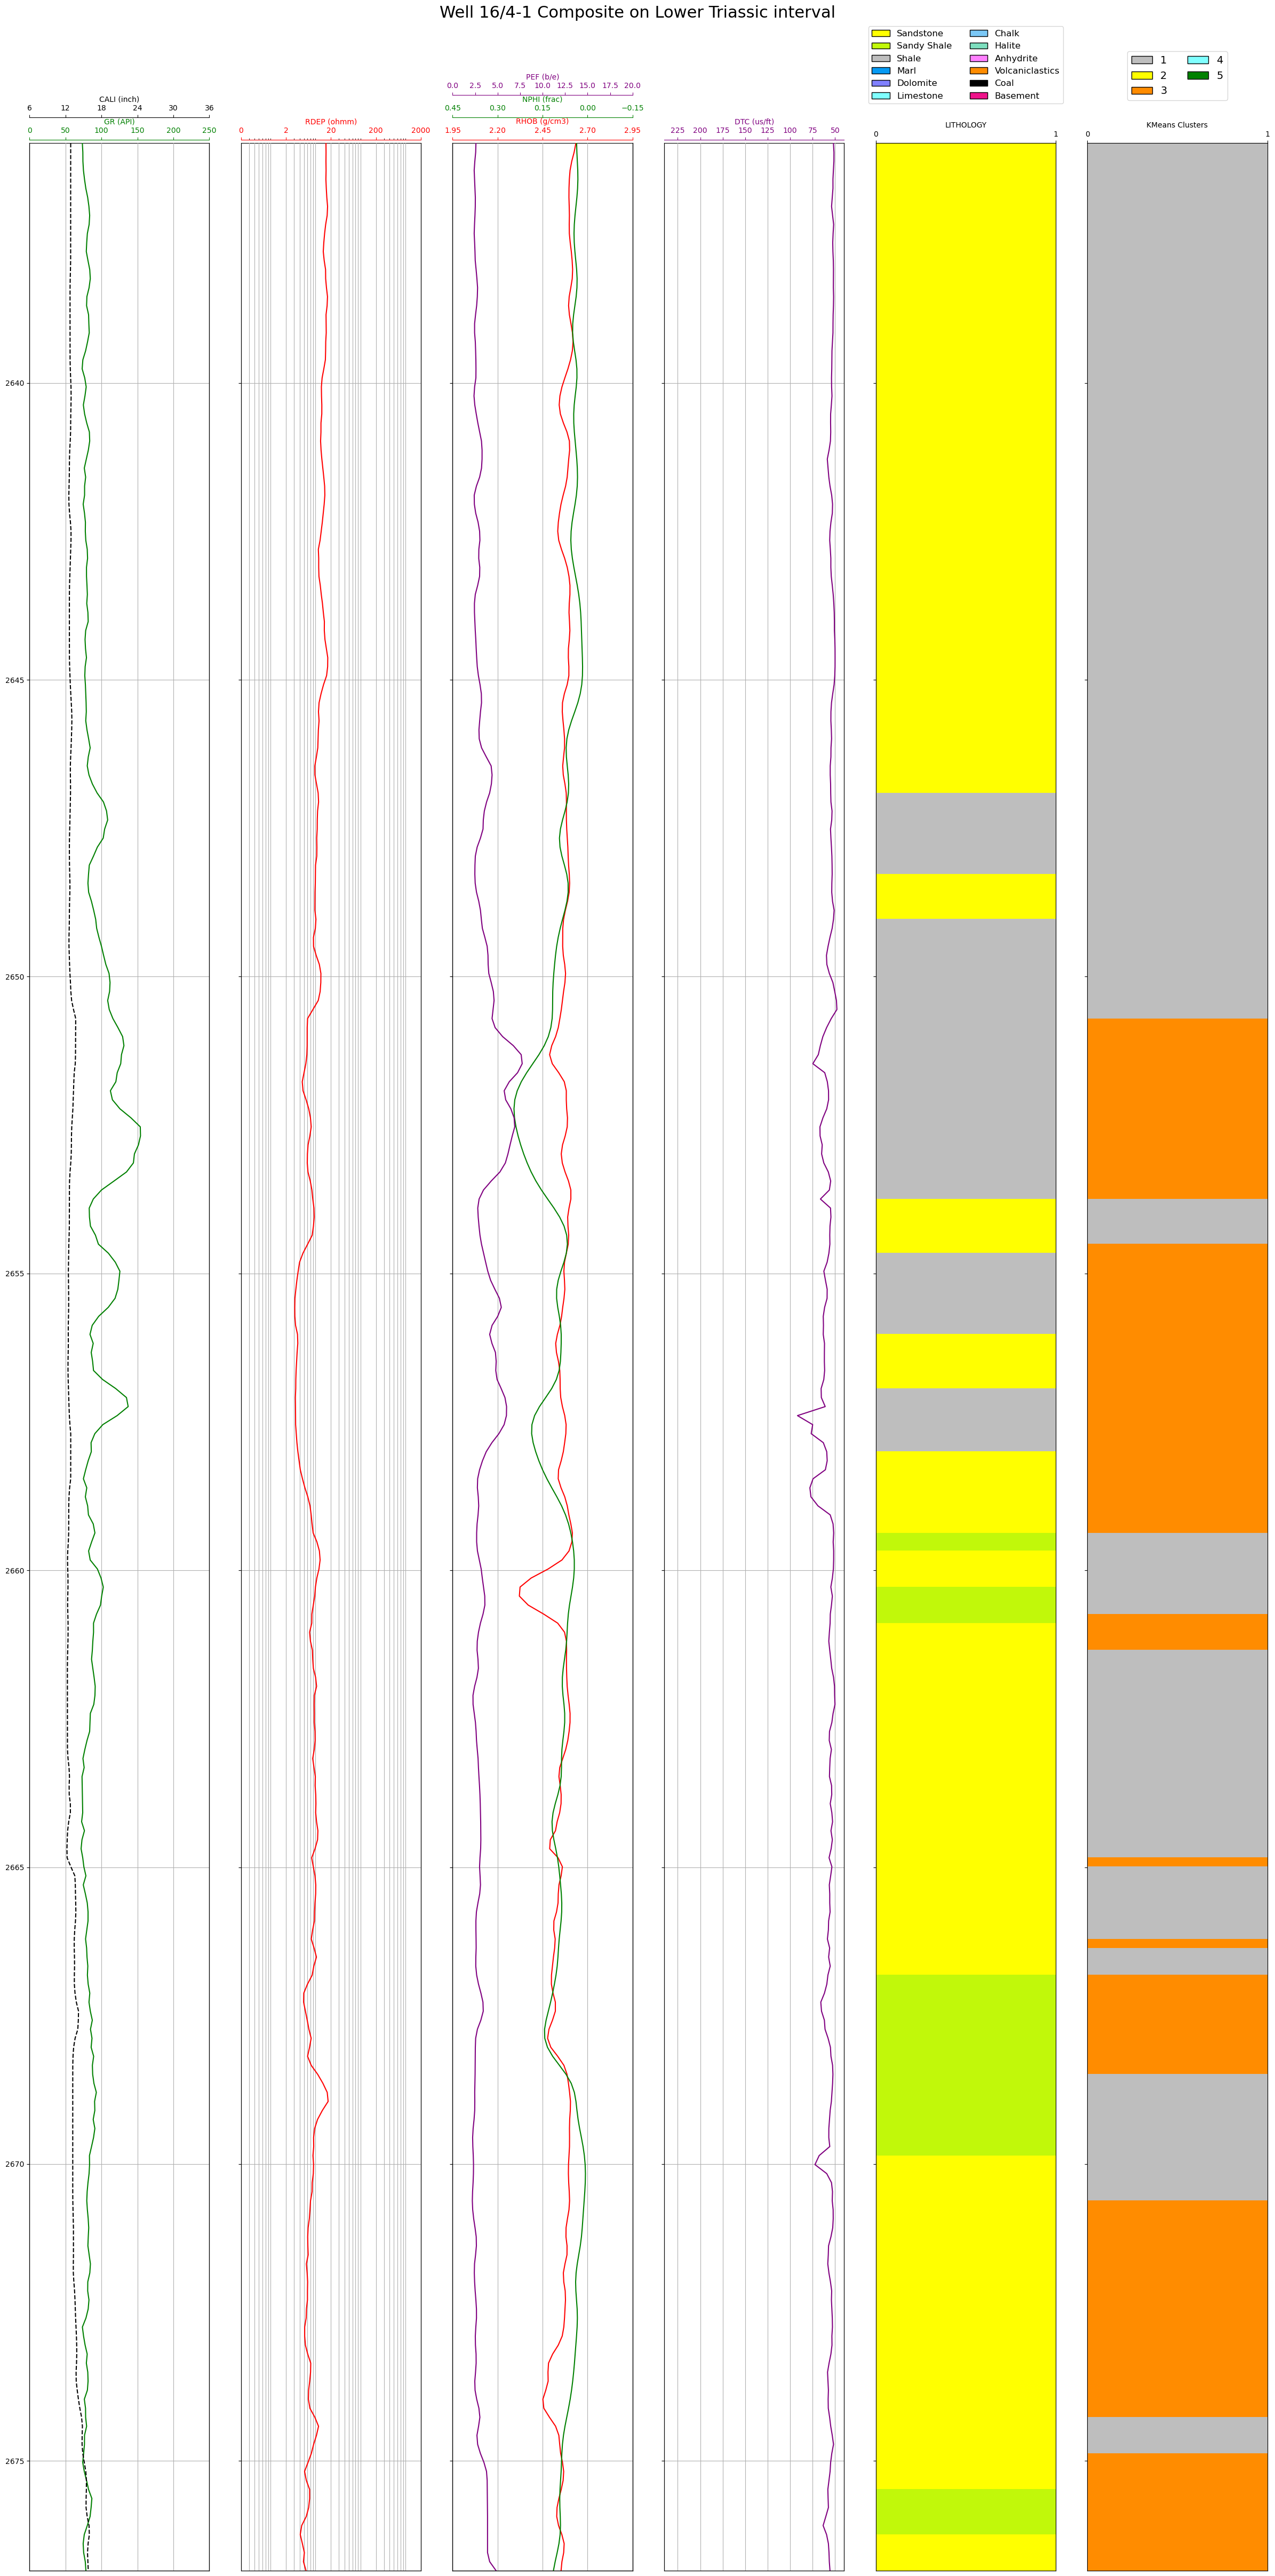 Well 16/4-1 Composite on Lower Triassic interval
Sandstone Chalk
Sandy Shale Halite
Shale Anhydrite
Marl Volcaniclastics
Dolomite Coal
Limestone Basement
1 4
2 5
3
PEF (b/e)
0.0 2.5 5.0 7.5 10.0 12.5 15.0 17.5 20.0
CALI (inch)
6 12 18 24 30 36
NPHI (frac)
0.45 0.30 0.15 0.00 −0.15
GR (API)
0 50 100 150 200 250
RDEP (ohmm)
0 2 20 200 2000
RHOB (g/cm3)
1.95 2.20 2.45 2.70 2.95
DTC (us/ft)
225 200 175 150 125 100 75 50
LITHOLOGY
0 1
KMeans Clusters
0 1
2640
2645
2650
2655
2660
2665
2670
2675